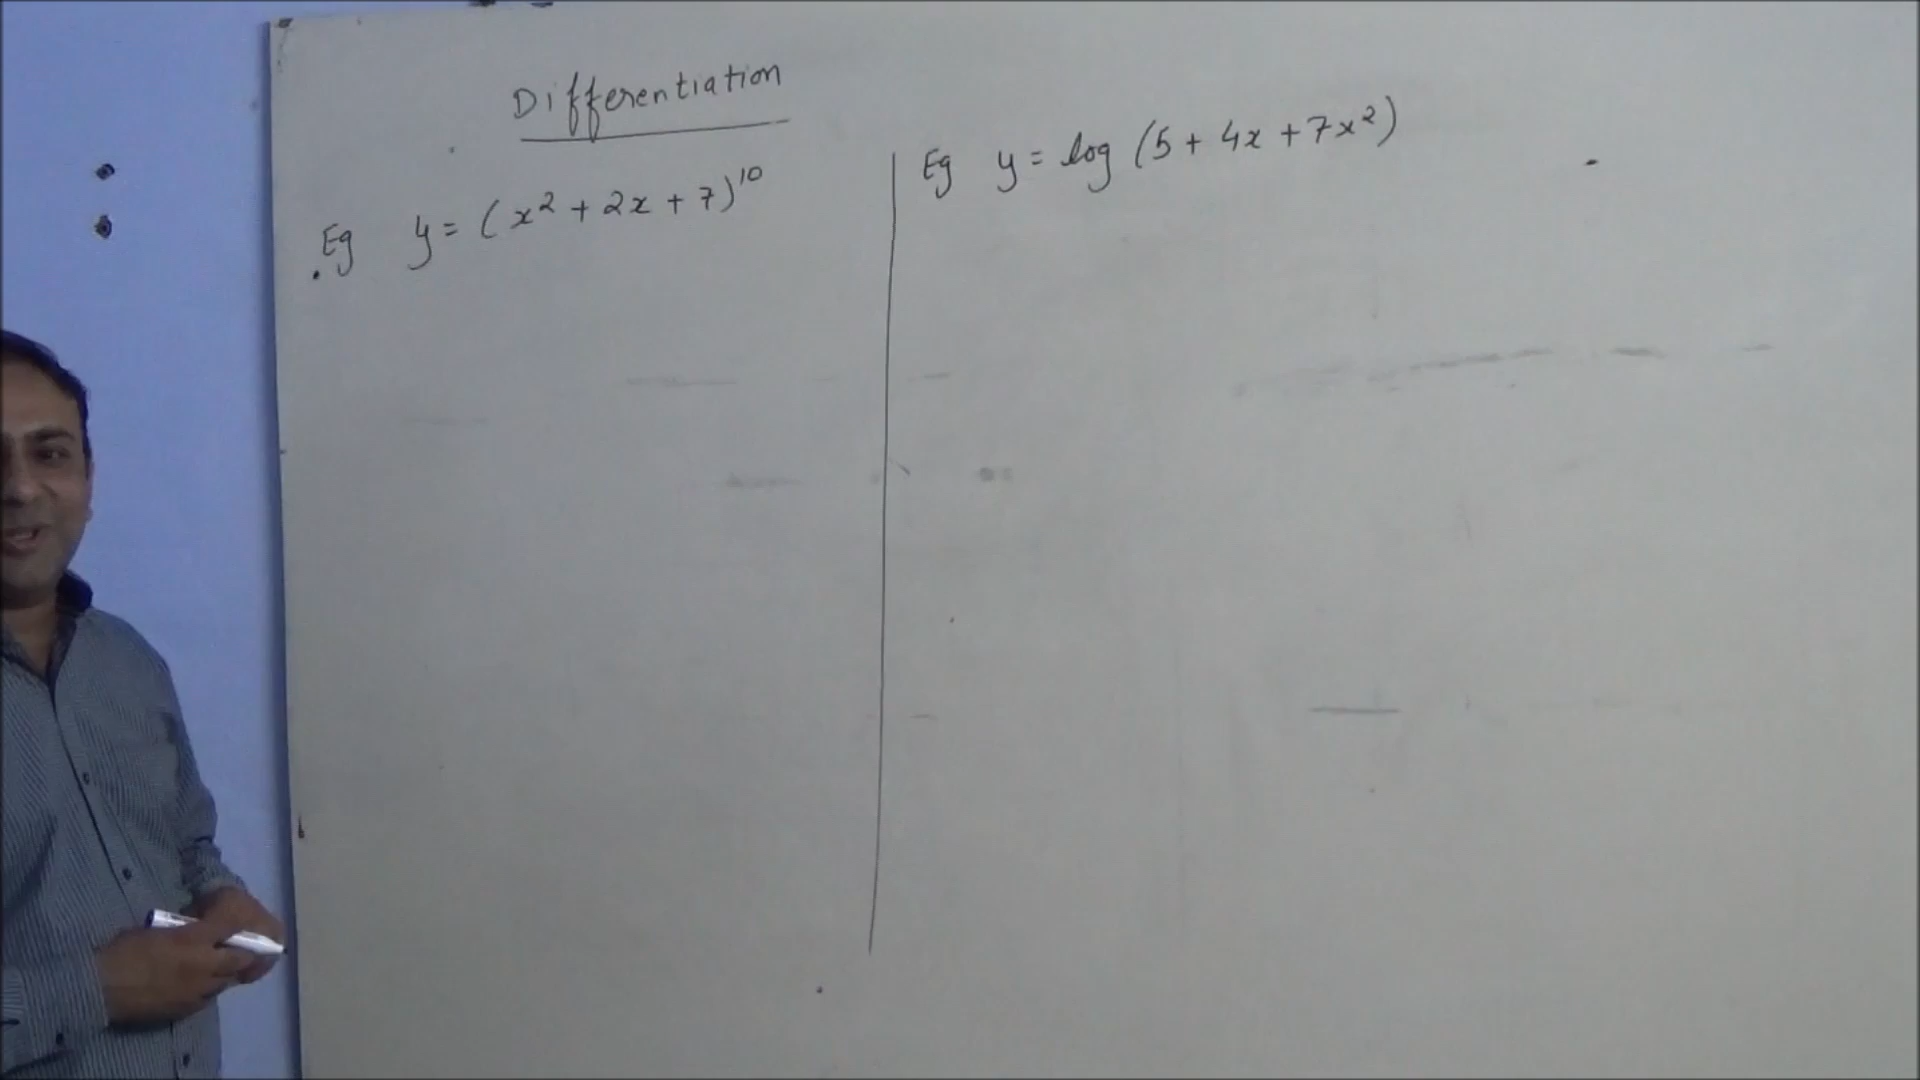 Differentiation
Eg y = (x² + 2x + 7)¹⁰
Eg y = log (5 + 4x + 7x²)